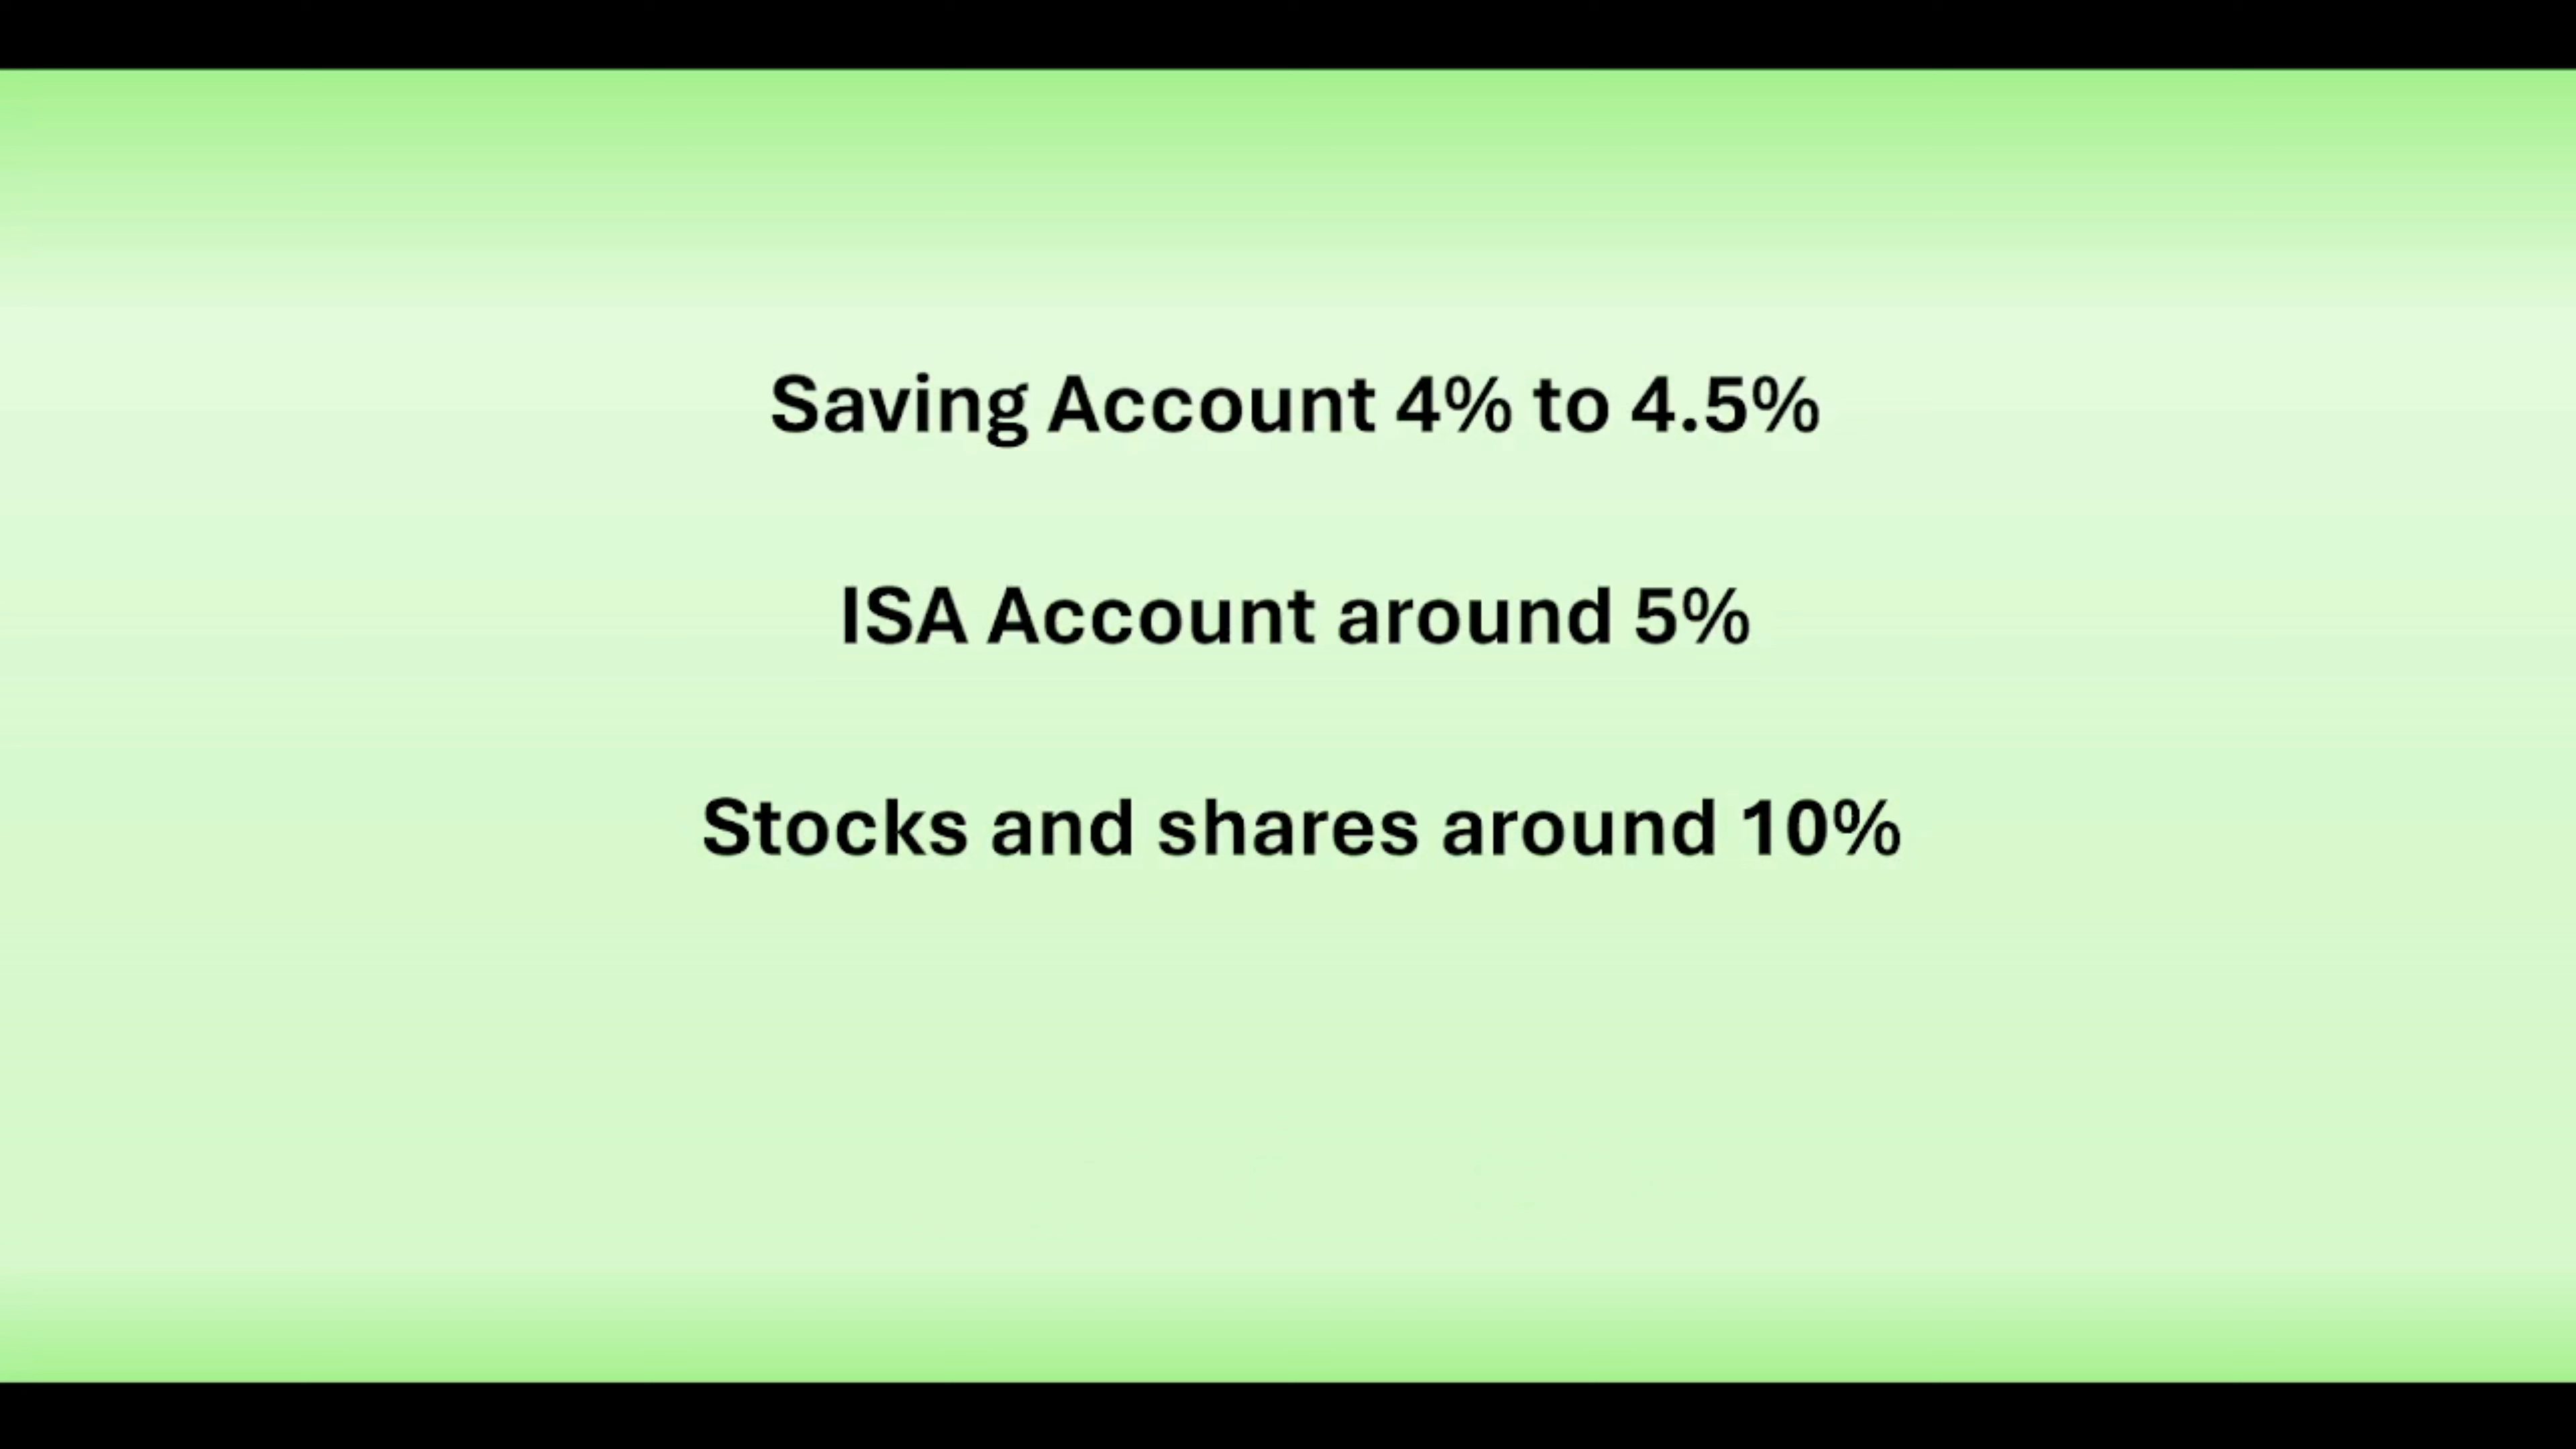 Saving Account 4% to 4.5%
ISA Account around 5%
Stocks and shares around 10%